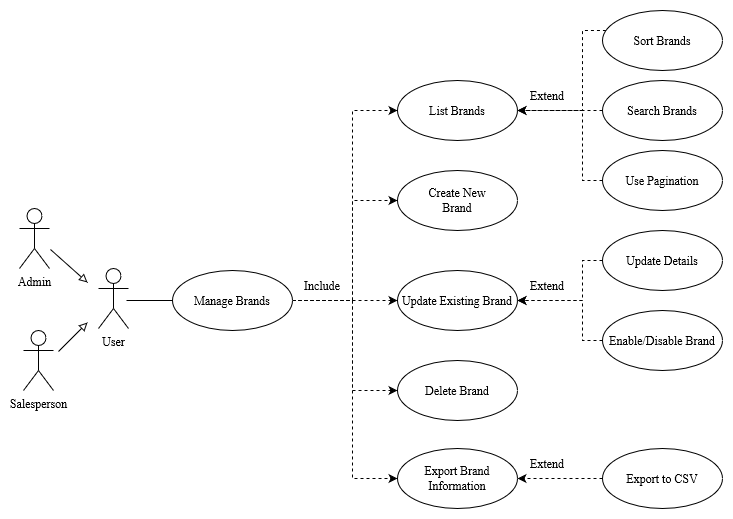 Sort Brands
Extend
List Brands
Search Brands
Use Pagination
Create New
Brand
Update Details
Admin
Include
Extend
Manage Brands
Update Existing Brand
User
Enable/Disable Brand
Salesperson
Delete Brand
Extend
Export Brand
Information
Export to CSV